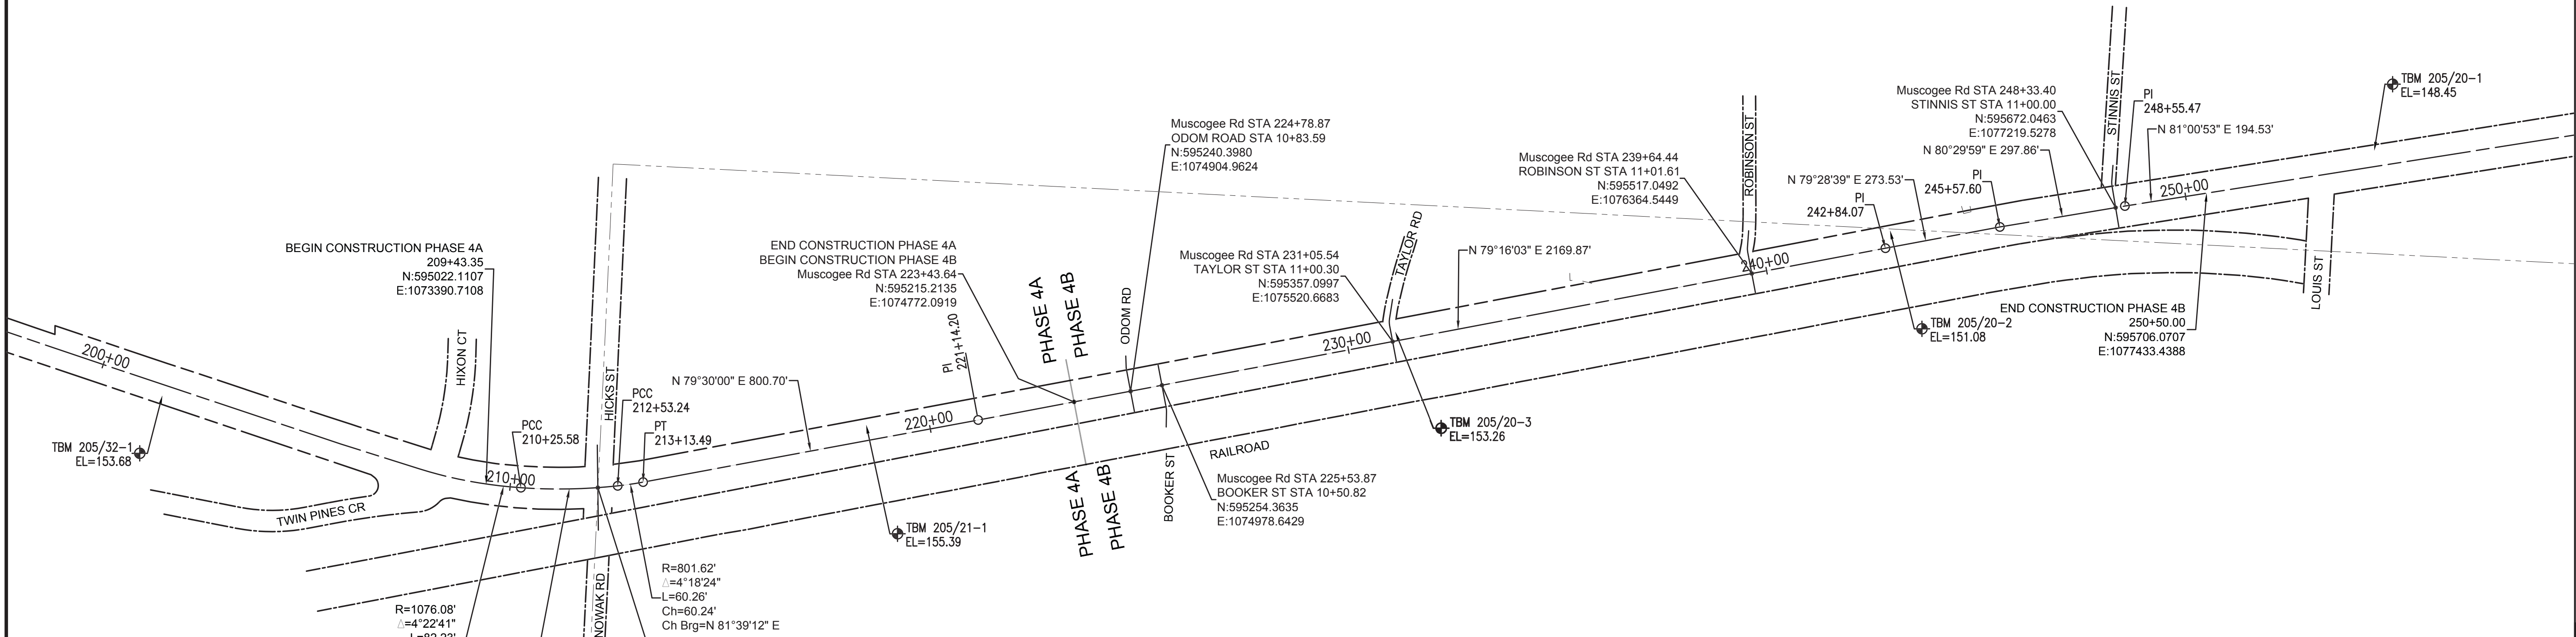 TBM 205/20-1
EL=148.45
Muscogee Rd STA 248+33.40
STINNIS ST STA 11+00.00
N:595672.0463
E:1077219.5278
STINNIS ST
PI
248+55.47
N 81°00'53" E 194.53'
N 80°29'59" E 297.86'
Muscogee Rd STA 224+78.87
ODOM ROAD STA 10+83.59
N:595240.3980
E:1074904.9624
ROBINSON ST
Muscogee Rd STA 239+64.44
ROBINSON ST STA 11+01.61
N:595517.0492
E:1076364.5449
N 79°28'39" E 273.53'
PI
245+57.60
PI
242+84.07
250+00
BEGIN CONSTRUCTION PHASE 4A
209+43.35
N:595022.1107
E:1073390.7108
END CONSTRUCTION PHASE 4A
BEGIN CONSTRUCTION PHASE 4B
Muscogee Rd STA 223+43.64
N:595215.2135
E:1074772.0919
Muscogee Rd STA 231+05.54
TAYLOR ST STA 11+00.30
N:595357.0997
E:1075520.6683
TAYLOR RD
N 79°16'03" E 2169.87'
240+00
LOUIS ST
END CONSTRUCTION PHASE 4B
250+50.00
N:595706.0707
E:1077433.4388
TBM 205/20-2
EL=151.08
PHASE 4A
PHASE 4B
ODOM RD
230+00
PI
221+14.20
200+00
HIXON CT
HICKS ST
N 79°30'00" E 800.70'
PCC
212+53.24
PT
213+13.49
220+00
PCC
210+25.58
210+00
TBM 205/32-1
EL=153.68
TWIN PINES CR
TBM 205/20-3
EL=153.26
RAILROAD
BOOKER ST
Muscogee Rd STA 225+53.87
BOOKER ST STA 10+50.82
N:595254.3635
E:1074978.6429
PHASE 4A
PHASE 4B
TBM 205/21-1
EL=155.39
NOWAK RD
R=801.62'
Δ=4°18'24"
L=60.26'
Ch=60.24'
Ch Brg=N 81°39'12" E
R=1076.08'
Δ=4°22'41"
L=82.23'